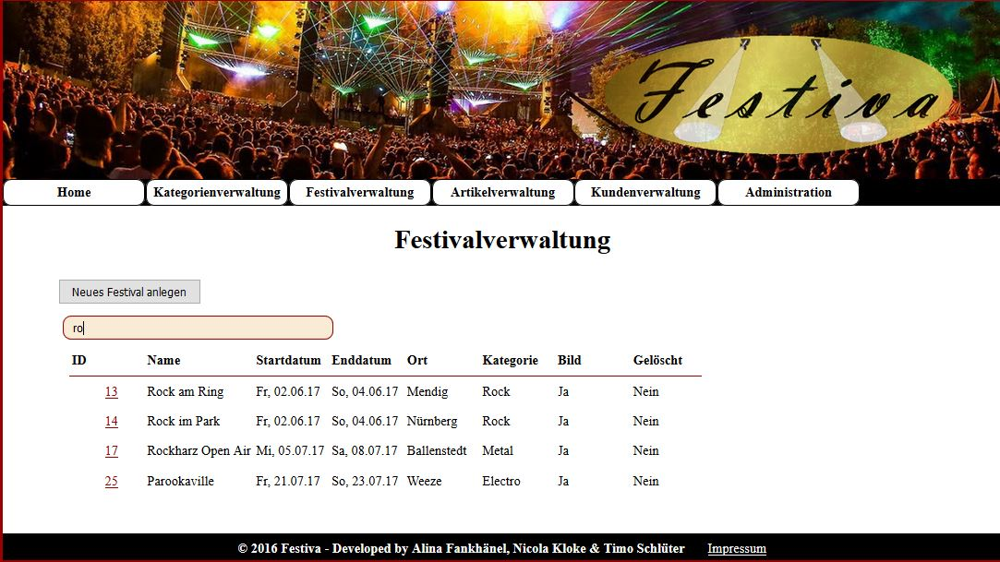 Festiva
Home Kategorienverwaltung Festivalverwaltung Artikelverwaltung Kundenverwaltung Administration
Festivalverwaltung
Neues Festival anlegen
ro
ID Name Startdatum Enddatum Ort Kategorie Bild Gelöscht
13 Rock am Ring Fr, 02.06.17 So, 04.06.17 Mendig Rock Ja Nein
14 Rock im Park Fr, 02.06.17 So, 04.06.17 Nürnberg Rock Ja Nein
17 Rockharz Open Air Mi, 05.07.17 Sa, 08.07.17 Ballenstedt Metal Ja Nein
25 Parookaville Fr, 21.07.17 So, 23.07.17 Weeze Electro Ja Nein
© 2016 Festiva - Developed by Alina Fankhänel, Nicola Kloke & Timo Schlüter Impressum